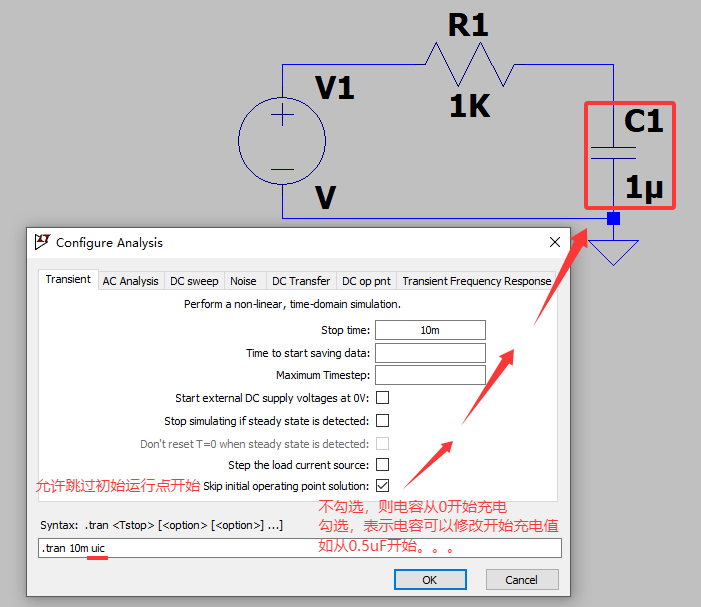 R1
V1
1K
C1
1µ
V
Configure Analysis
Transient
AC Analysis
DC sweep
Noise
DC Transfer
DC op pnt
Transient Frequency Response
Perform a non-linear, time-domain simulation.
Stop time: 10m
Time to start saving data:
Maximum Timestep:
Start external DC supply voltages at 0V:
Stop simulating if steady state is detected:
Don't reset T=0 when steady state is detected:
Step the load current source:
允许跳过初始运行点开始 Skip initial operating point solution:
不勾选，则电容从0开始充电
勾选，表示电容可以修改开始充电值
如从0.5uF开始。。。
Syntax: .tran <Tstop> [<option> [<option>] ...]
.tran 10m uic
OK
Cancel